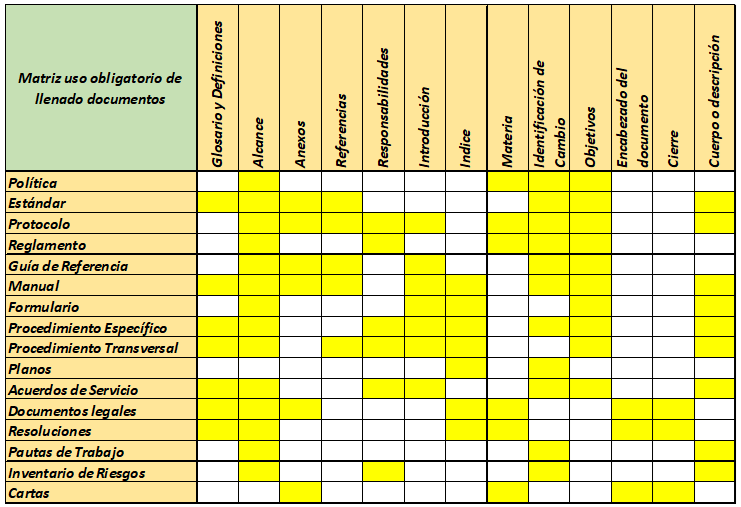 Matriz uso obligatorio de
llenado documentos
Glosario y Definiciones
Alcance
Anexos
Referencias
Responsabilidades
Introducción
Indice
Materia
Identificación de
Cambio
Objetivos
Encabezado del
documento
Cierre
Cuerpo o descripción
Política
Estándar
Protocolo
Reglamento
Guía de Referencia
Manual
Formulario
Procedimiento Específico
Procedimiento Transversal
Planos
Acuerdos de Servicio
Documentos legales
Resoluciones
Pautas de Trabajo
Inventario de Riesgos
Cartas